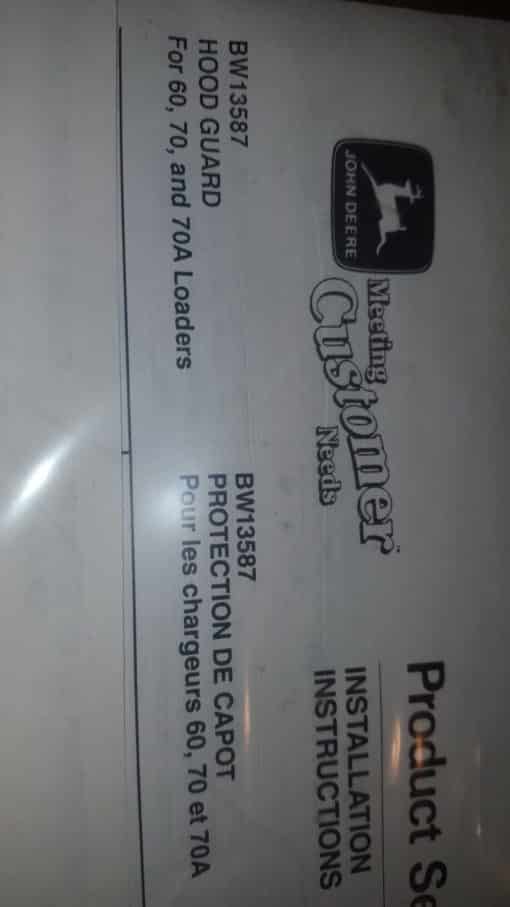 Product Se
INSTALLATION
INSTRUCTIONS
JOHN DEERE
Meeting
Customer
Needs
BW13587
HOOD GUARD
For 60, 70, and 70A Loaders
BW13587
PROTECTION DE CAPOT
Pour les chargeurs 60, 70 et 70A